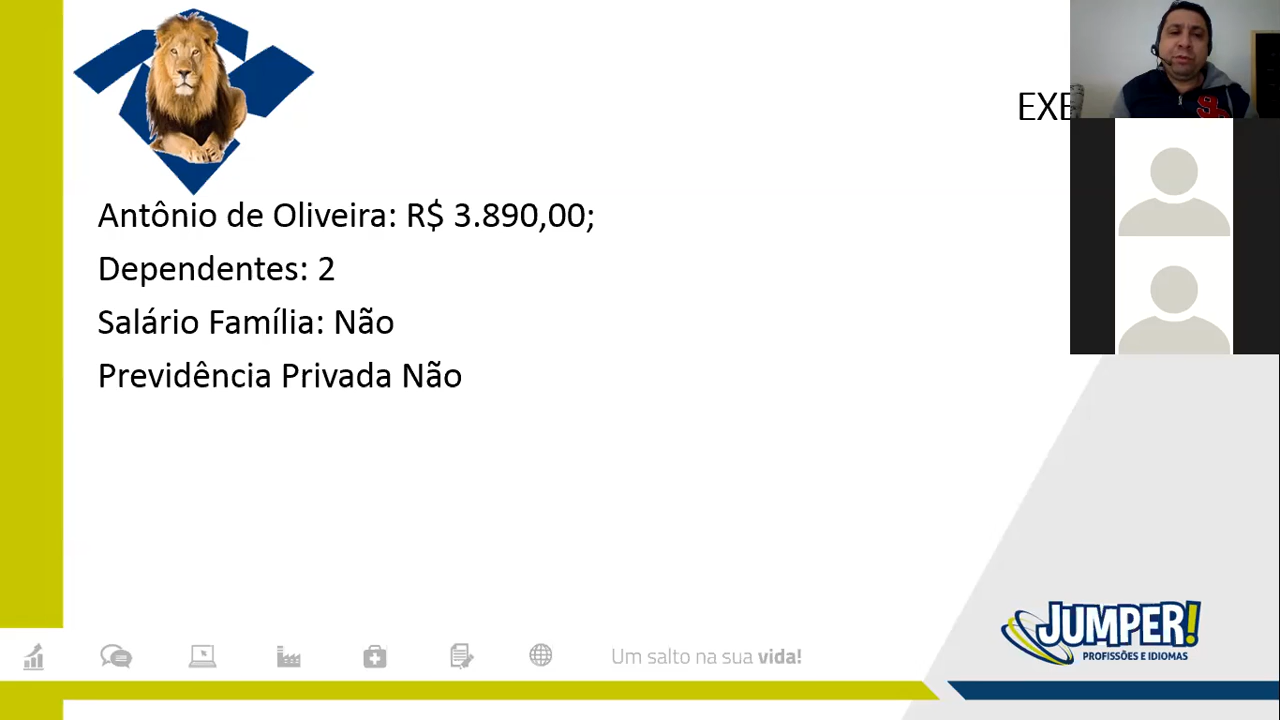 EXE
Antônio de Oliveira: R$ 3.890,00;
Dependentes: 2
Salário Família: Não
Previdência Privada Não
JUMPER!
PROFISSÕES E IDIOMAS
Um salto na sua vida!